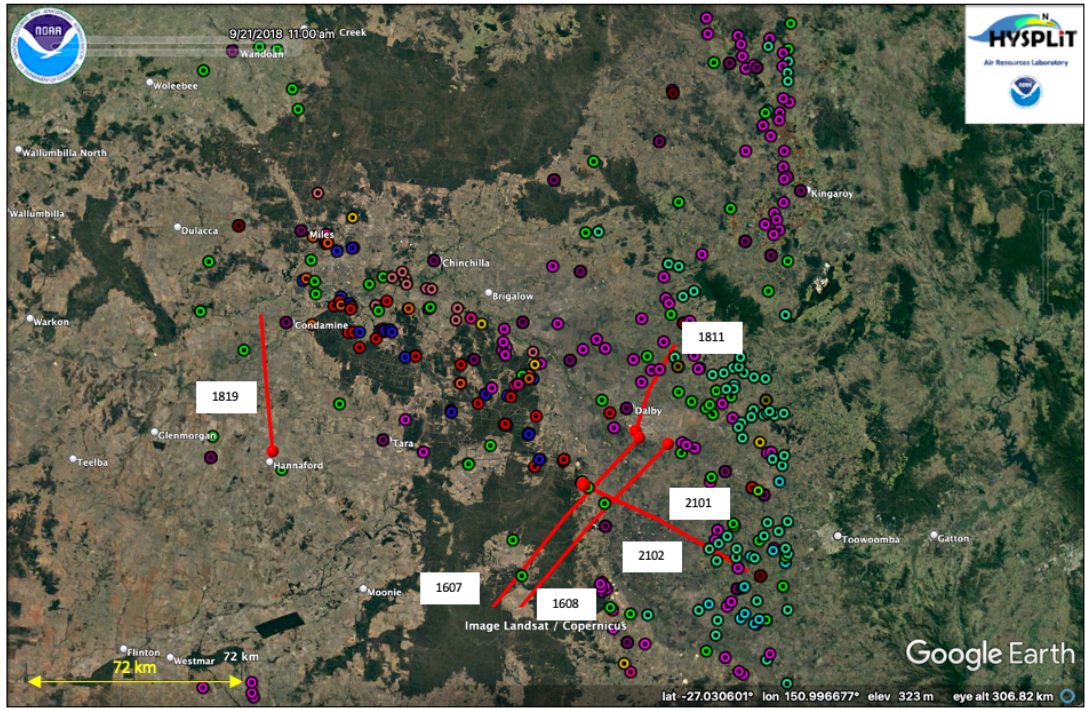 9/21/2018 11:00 am
Creek
NOAA
HYSPLIT
Air Resources Laboratory
N
Wandoan
Woleebee
Wallumbilla North
Kingaroy
Wallumbilla
Dulacca
Miles
Chinchilla
Brigalow
Warkon
Condamine
1811
1819
Dalby
Glenmorgan
Tara
Teelba
Hannaford
2101
Toowoomba
Gatton
2102
1607
Moonie
1608
Image Landsat / Copernicus
Flinton
Westmar
72 km
72 km
Google Earth
lat -27.030601° lon 150.996677° elev 323 m eye alt 306.82 km